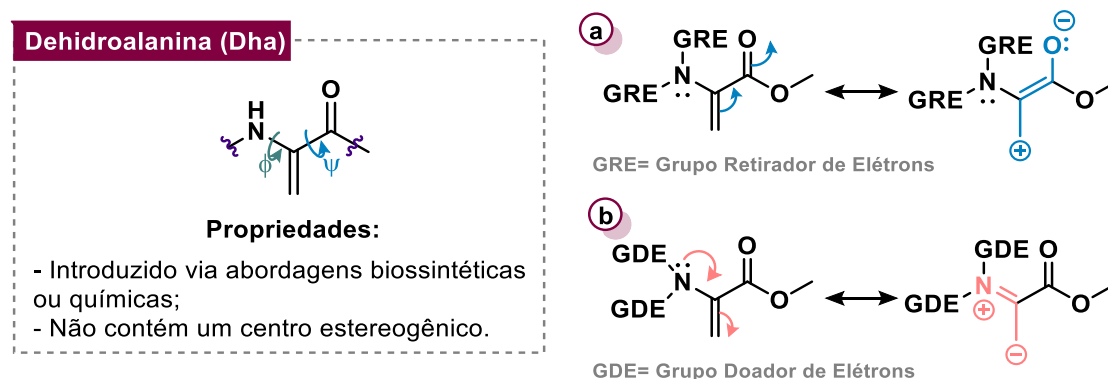 Dehidroalanina (Dha)
H
N
O
ϕ
ψ
Propriedades:
- Introduzido via abordagens biossintéticas
ou químicas;
- Não contém um centro estereogênico.
a
GRE
O
N
GRE
O
GRE
O
N
GRE
O
GRE= Grupo Retirador de Elétrons
b
GDE
O
N
GDE
O
GDE
O
N
GDE
O
GDE= Grupo Doador de Elétrons